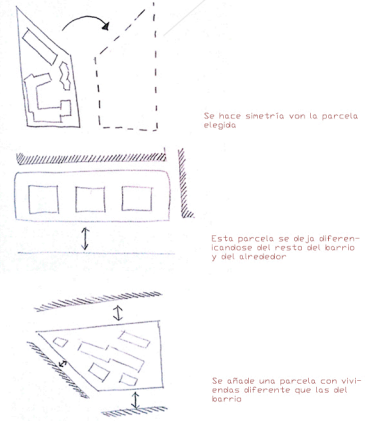 Se hace simetría von la parcela
elegida
Esta parcela se deja diferen-
icandose del resto del barrio
y del alrededor
Se añade una parcela con vivi-
endas diferente que las del
barrio